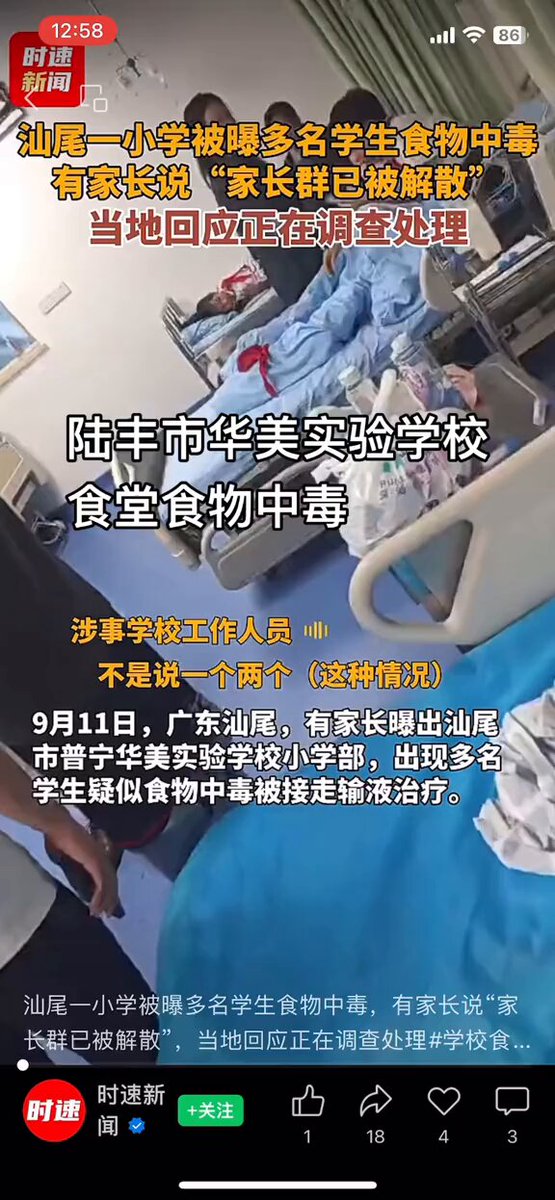 12:58
86
时速
新闻
汕尾一小学被曝多名学生食物中毒
有家长说“家长群已被解散”
当地回应正在调查处理
陆丰市华美实验学校
食堂食物中毒
涉事学校工作人员
不是说一个两个（这种情况）
9月11日，广东汕尾，有家长曝出汕尾
市普宁华美实验学校小学部，出现多名
学生疑似食物中毒被接走输液治疗。
汕尾一小学被曝多名学生食物中毒，有家长说“家
长群已被解散”，当地回应正在调查处理#学校食...
时速
时速新
闻
+关注
1
18
4
3